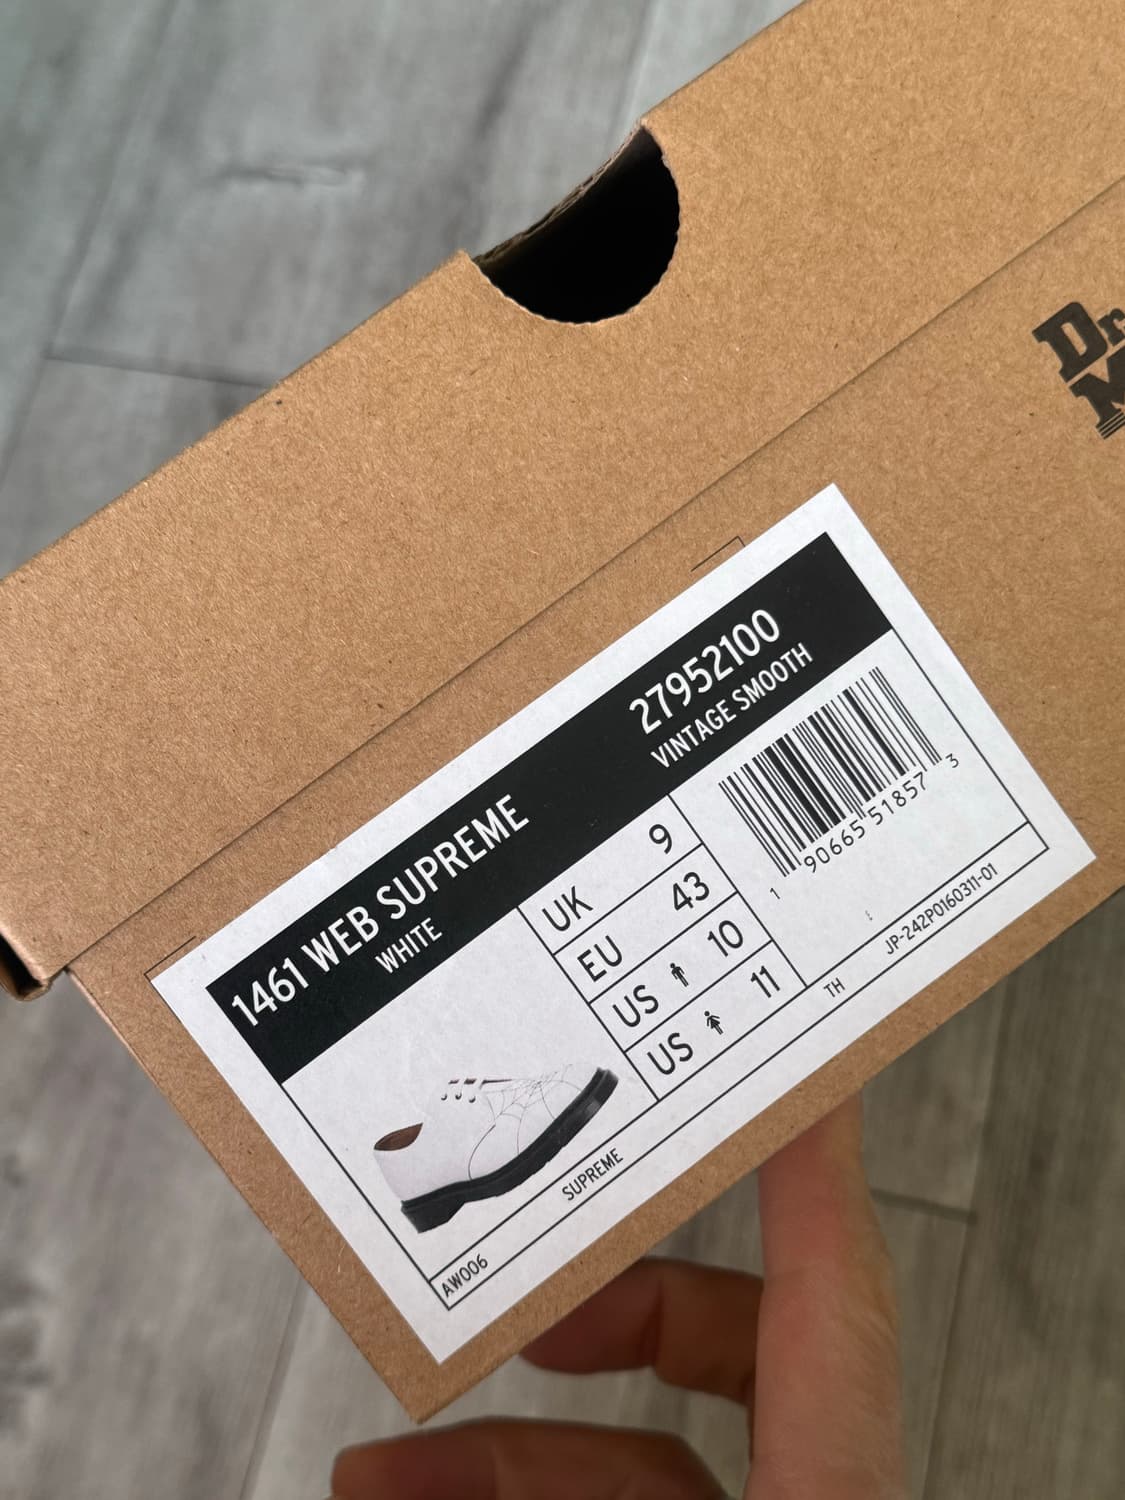 Dr
M
1461 WEB SUPREME
WHITE
27952100
VINTAGE SMOOTH
UK 9
EU 43
US 10
US 11
1 90665 51857 3
AW006
SUPREME
TH
JP-242P0160311-01